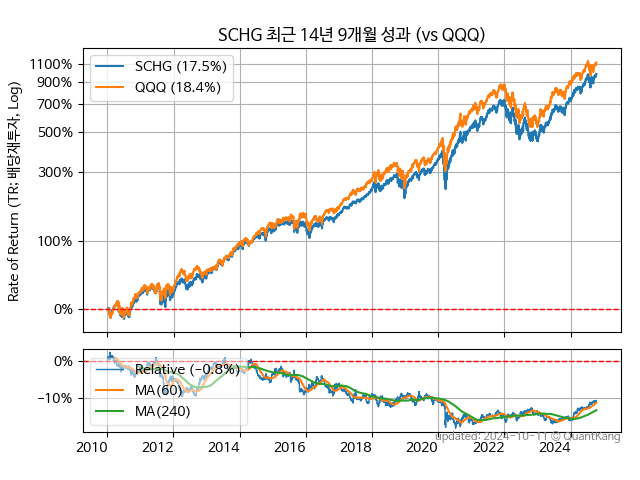 SCHG 최근 14년 9개월 성과 (vs QQQ)
Rate of Return (TR; 배당재투자, Log)
1100%
900%
700%
500%
300%
100%
0%
SCHG (17.5%)
QQQ (18.4%)
0%
−10%
Relative (−0.8%)
MA(60)
MA(240)
2010 2012 2014 2016 2018 2020 2022 2024
Updated: 2024-10-11 © QuantKang